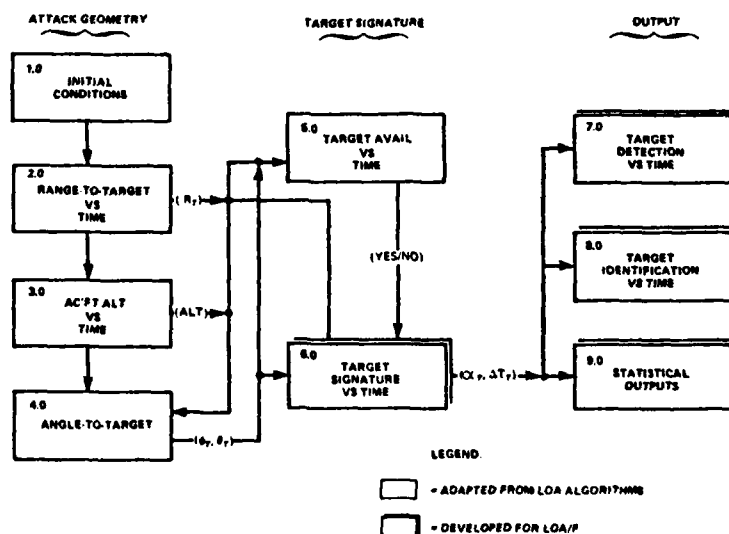 ATTACK GEOMETRY
TARGET SIGNATURE
OUTPUT
1.0
INITIAL
CONDITIONS
2.0
RANGE-TO-TARGET
VS
TIME
(R_T)
3.0
AC'FT ALT
VS
TIME
(ALT)
4.0
ANGLE-TO-TARGET
(ϕ_T, θ_T)
5.0
TARGET AVAIL
VS
TIME
(YES/NO)
6.0
TARGET
SIGNATURE
VS TIME
7.0
TARGET
DETECTION
VS TIME
8.0
TARGET
IDENTIFICATION
VS TIME
9.0
STATISTICAL
OUTPUTS
LEGEND.
= ADAPTED FROM LOA ALGORITHMS
= DEVELOPED FOR LOA/F